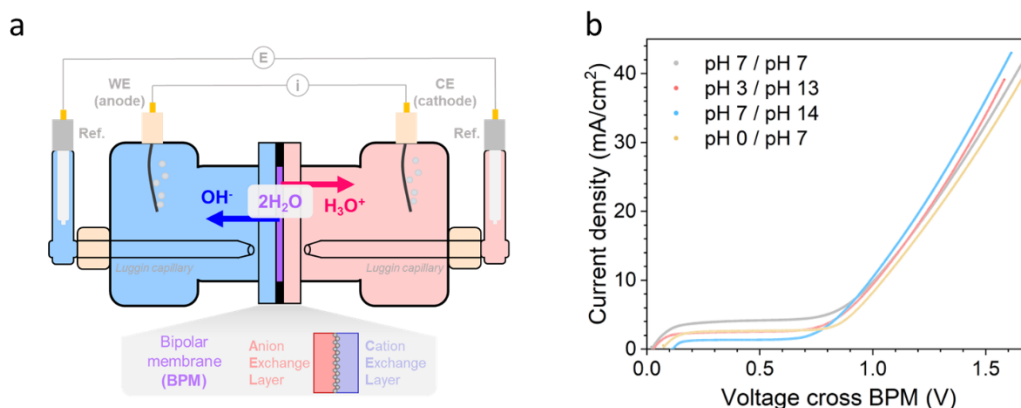 a
E
WE
(anode)
i
CE
(cathode)
Ref.
Ref.
OH-
2H2O
H3O+
Luggin capillary
Luggin capillary
Bipolar
membrane
(BPM)
Anion
Exchange
Layer
Cation
Exchange
Layer
b
Current density (mA/cm²)
40
30
20
10
0
pH 7 / pH 7
pH 3 / pH 13
pH 7 / pH 14
pH 0 / pH 7
0.0 0.5 1.0 1.5
Voltage cross BPM (V)